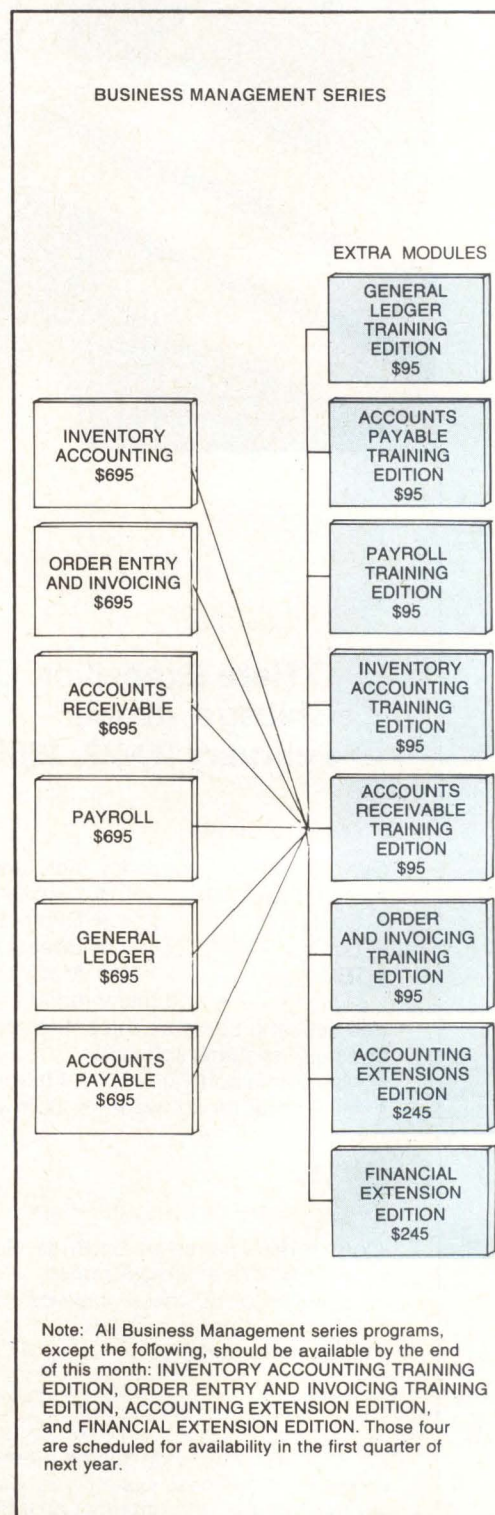 BUSINESS MANAGEMENT SERIES
INVENTORY
ACCOUNTING
$695
ORDER ENTRY
AND INVOICING
$695
ACCOUNTS
RECEIVABLE
$695
PAYROLL
$695
GENERAL
LEDGER
$695
ACCOUNTS
PAYABLE
$695
EXTRA MODULES
GENERAL
LEDGER
TRAINING
EDITION
$95
ACCOUNTS
PAYABLE
TRAINING
EDITION
$95
PAYROLL
TRAINING
EDITION
$95
INVENTORY
ACCOUNTING
TRAINING
EDITION
$95
ACCOUNTS
RECEIVABLE
TRAINING
EDITION
$95
ORDER
AND INVOICING
TRAINING
EDITION
$95
ACCOUNTING
EXTENSIONS
EDITION
$245
FINANCIAL
EXTENSION
EDITION
$245
Note: All Business Management series programs,
except the following, should be available by the end
of this month: INVENTORY ACCOUNTING TRAINING
EDITION, ORDER ENTRY AND INVOICING TRAINING
EDITION, ACCOUNTING EXTENSION EDITION,
and FINANCIAL EXTENSION EDITION. Those four
are scheduled for availability in the first quarter of
next year.